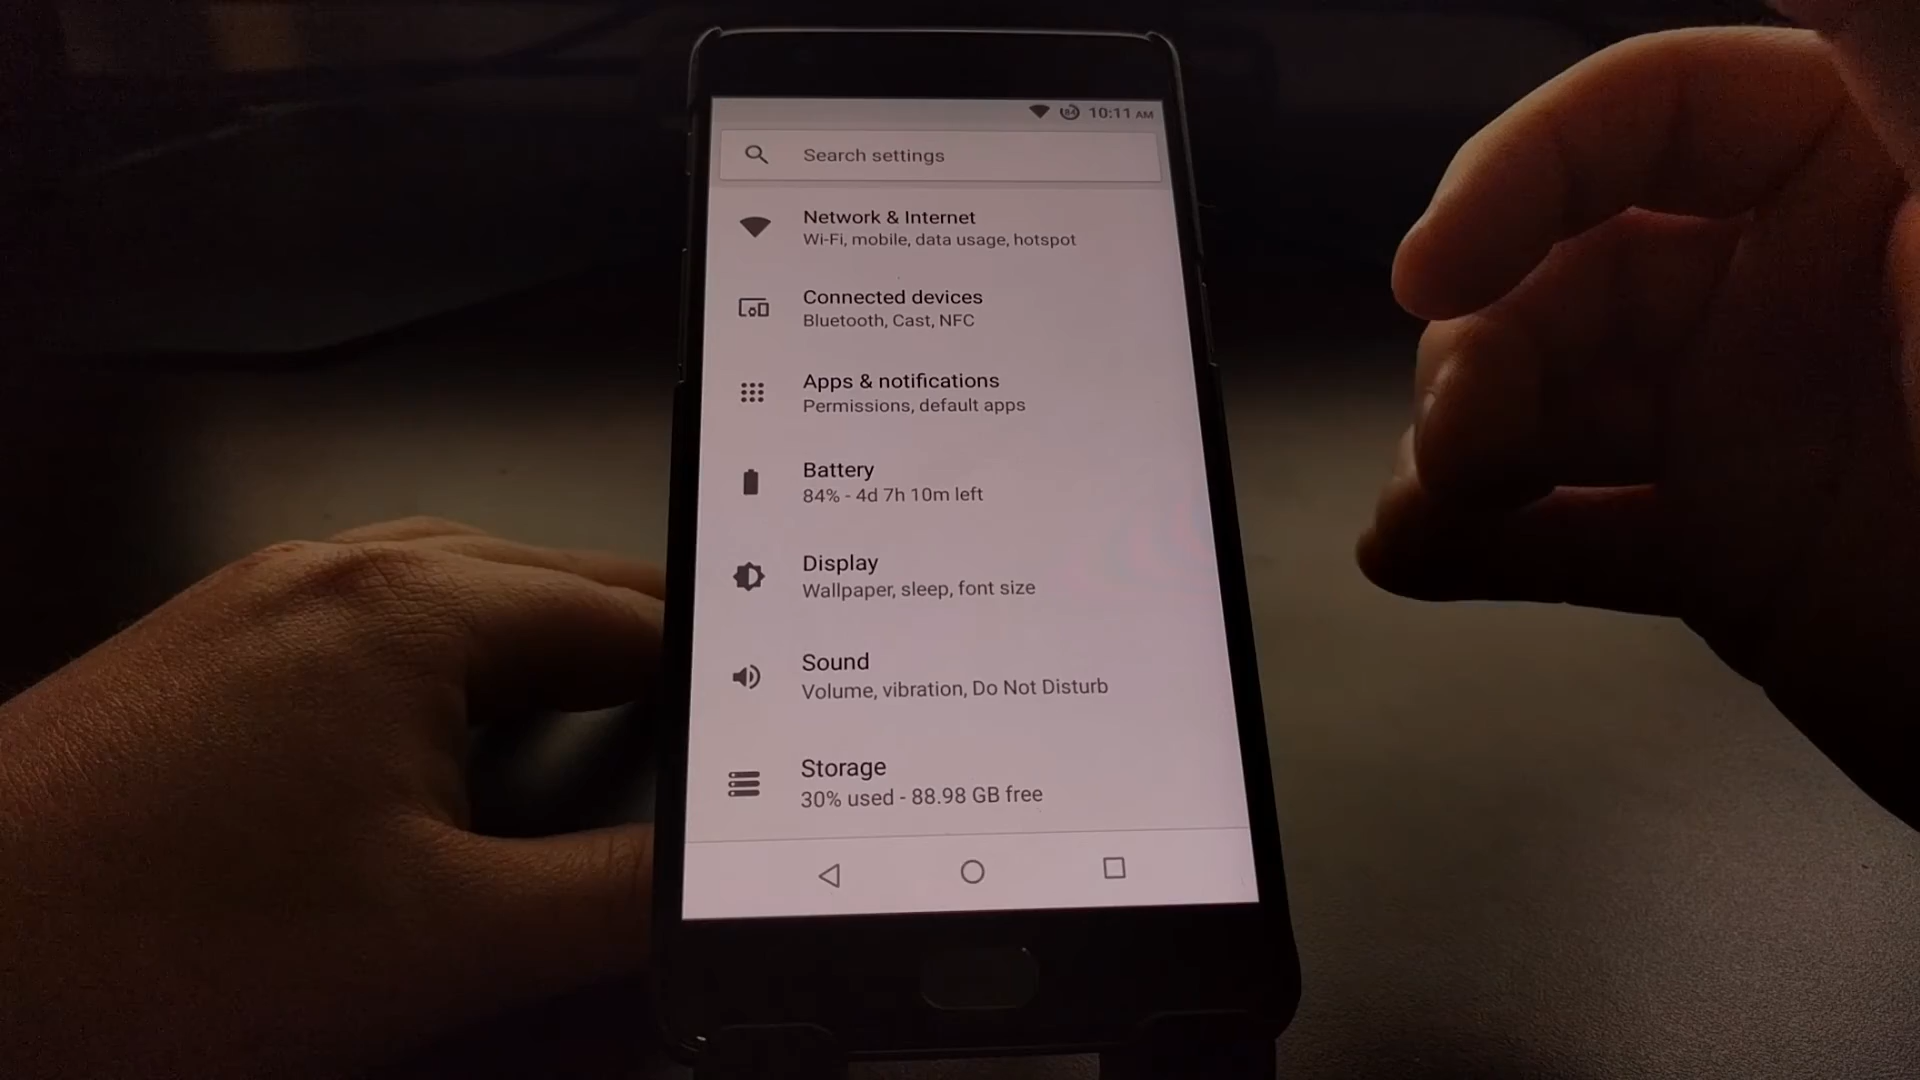 84 10:11 AM
Search settings
Network & Internet
Wi-Fi, mobile, data usage, hotspot
Connected devices
Bluetooth, Cast, NFC
Apps & notifications
Permissions, default apps
Battery
84% - 4d 7h 10m left
Display
Wallpaper, sleep, font size
Sound
Volume, vibration, Do Not Disturb
Storage
30% used - 88.98 GB free